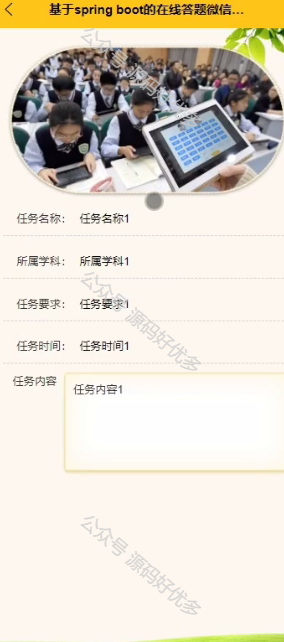 基于spring boot的在线答题微信...
公众号 源码好优多
任务名称： 任务名称1
所属学科： 所属学科1
公众号 源码好优多
任务要求： 任务要求1
任务时间： 任务时间1
任务内容
任务内容1
公众号 源码好优多